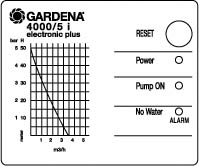 GARDENA®
4000/5 i
electronic plus
bar H
RESET
5 50
4 40
3 30
2 20
1 10
meter
1 2 3 4 5
m3/h
Power
Pump ON
No Water
ALARM